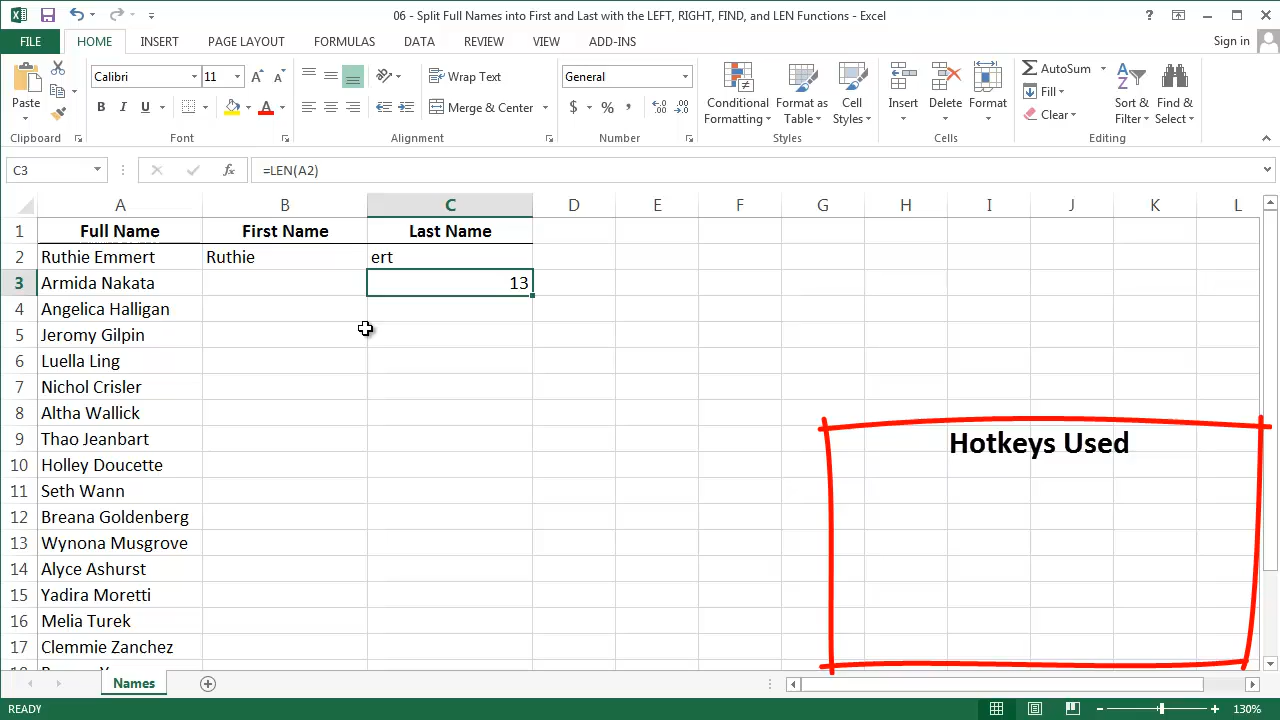 06 - Split Full Names into First and Last with the LEFT, RIGHT, FIND, and LEN Functions - Excel
?
FILE HOME INSERT PAGE LAYOUT FORMULAS DATA REVIEW VIEW ADD-INS
Sign in
Paste
Calibri 11
B I U A
Wrap Text
Merge & Center
General
$ % ,
Conditional Formatting
Format as Table
Cell Styles
Insert Delete Format
AutoSum
Fill
Clear
Sort & Filter
Find & Select
Clipboard Font Alignment Number Styles Cells Editing
C3 fx =LEN(A2)
A B C D E F G H I J K L
1 Full Name First Name Last Name
2 Ruthie Emmert Ruthie ert
3 Armida Nakata 13
4 Angelica Halligan
5 Jeromy Gilpin
6 Luella Ling
7 Nichol Crisler
8 Altha Wallick
9 Thao Jeanbart
10 Holley Doucette
11 Seth Wann
12 Breana Goldenberg
13 Wynona Musgrove
14 Alyce Ashurst
15 Yadira Moretti
16 Melia Turek
17 Clemmie Zanchez
Hotkeys Used
Names
READY 130%